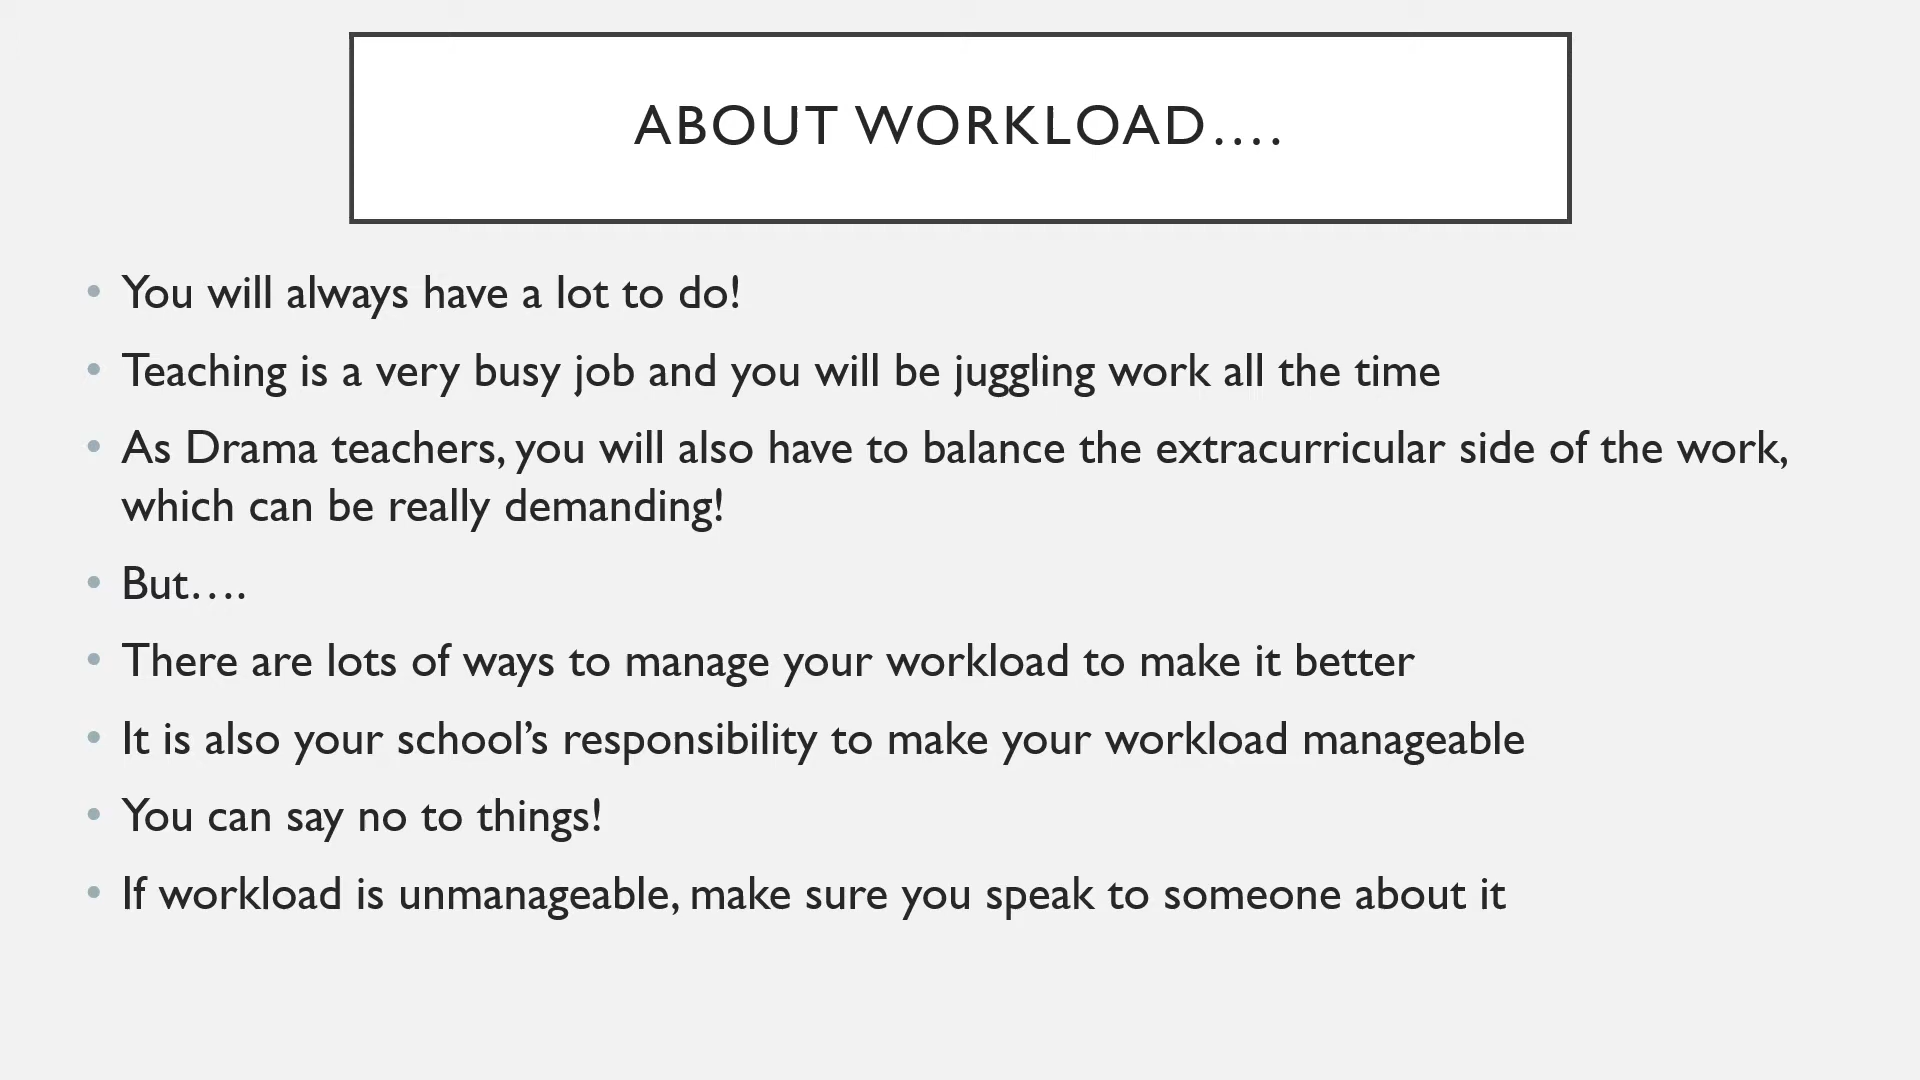 ABOUT WORKLOAD....
• You will always have a lot to do!
• Teaching is a very busy job and you will be juggling work all the time
• As Drama teachers, you will also have to balance the extracurricular side of the work,
which can be really demanding!
• But....
• There are lots of ways to manage your workload to make it better
• It is also your school’s responsibility to make your workload manageable
• You can say no to things!
• If workload is unmanageable, make sure you speak to someone about it